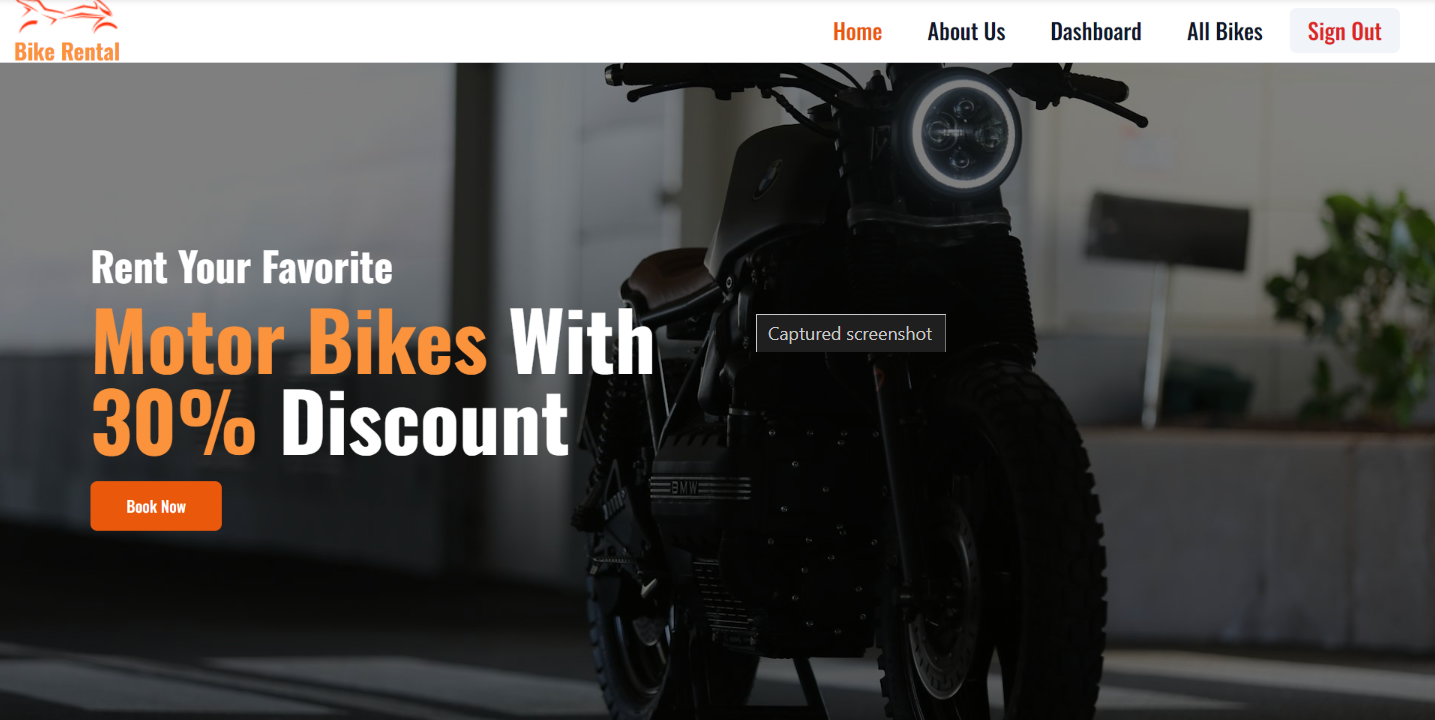 Bike Rental
Home About Us Dashboard All Bikes Sign Out
Rent Your Favorite
Motor Bikes With
Captured screenshot
30% Discount
BMW
Book Now